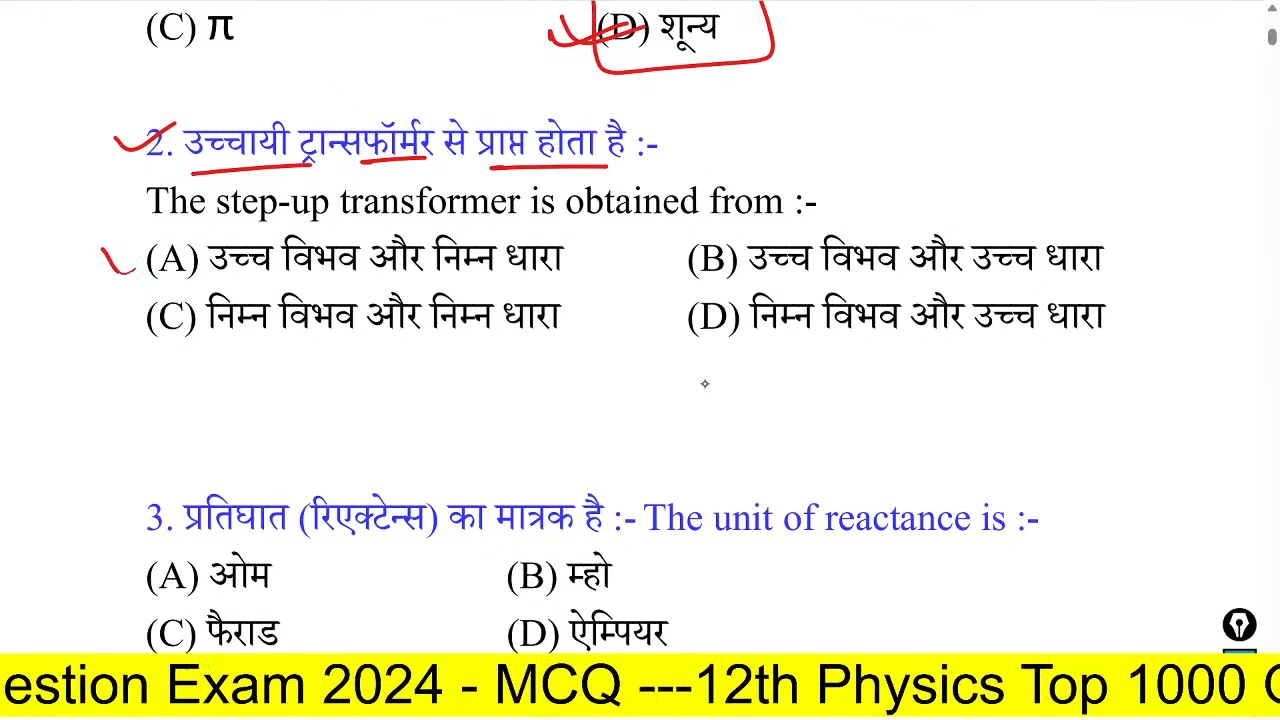 (C) π (D) शून्य
2. उच्चायी ट्रान्सफॉर्मर से प्राप्त होता है :-
The step-up transformer is obtained from :-
(A) उच्च विभव और निम्न धारा (B) उच्च विभव और उच्च धारा
(C) निम्न विभव और निम्न धारा (D) निम्न विभव और उच्च धारा
3. प्रतिघात (रिएक्टेन्स) का मात्रक है :- The unit of reactance is :-
(A) ओम (B) म्हो
(C) फैराड (D) ऐम्पियर
estion Exam 2024 - MCQ ---12th Physics Top 1000